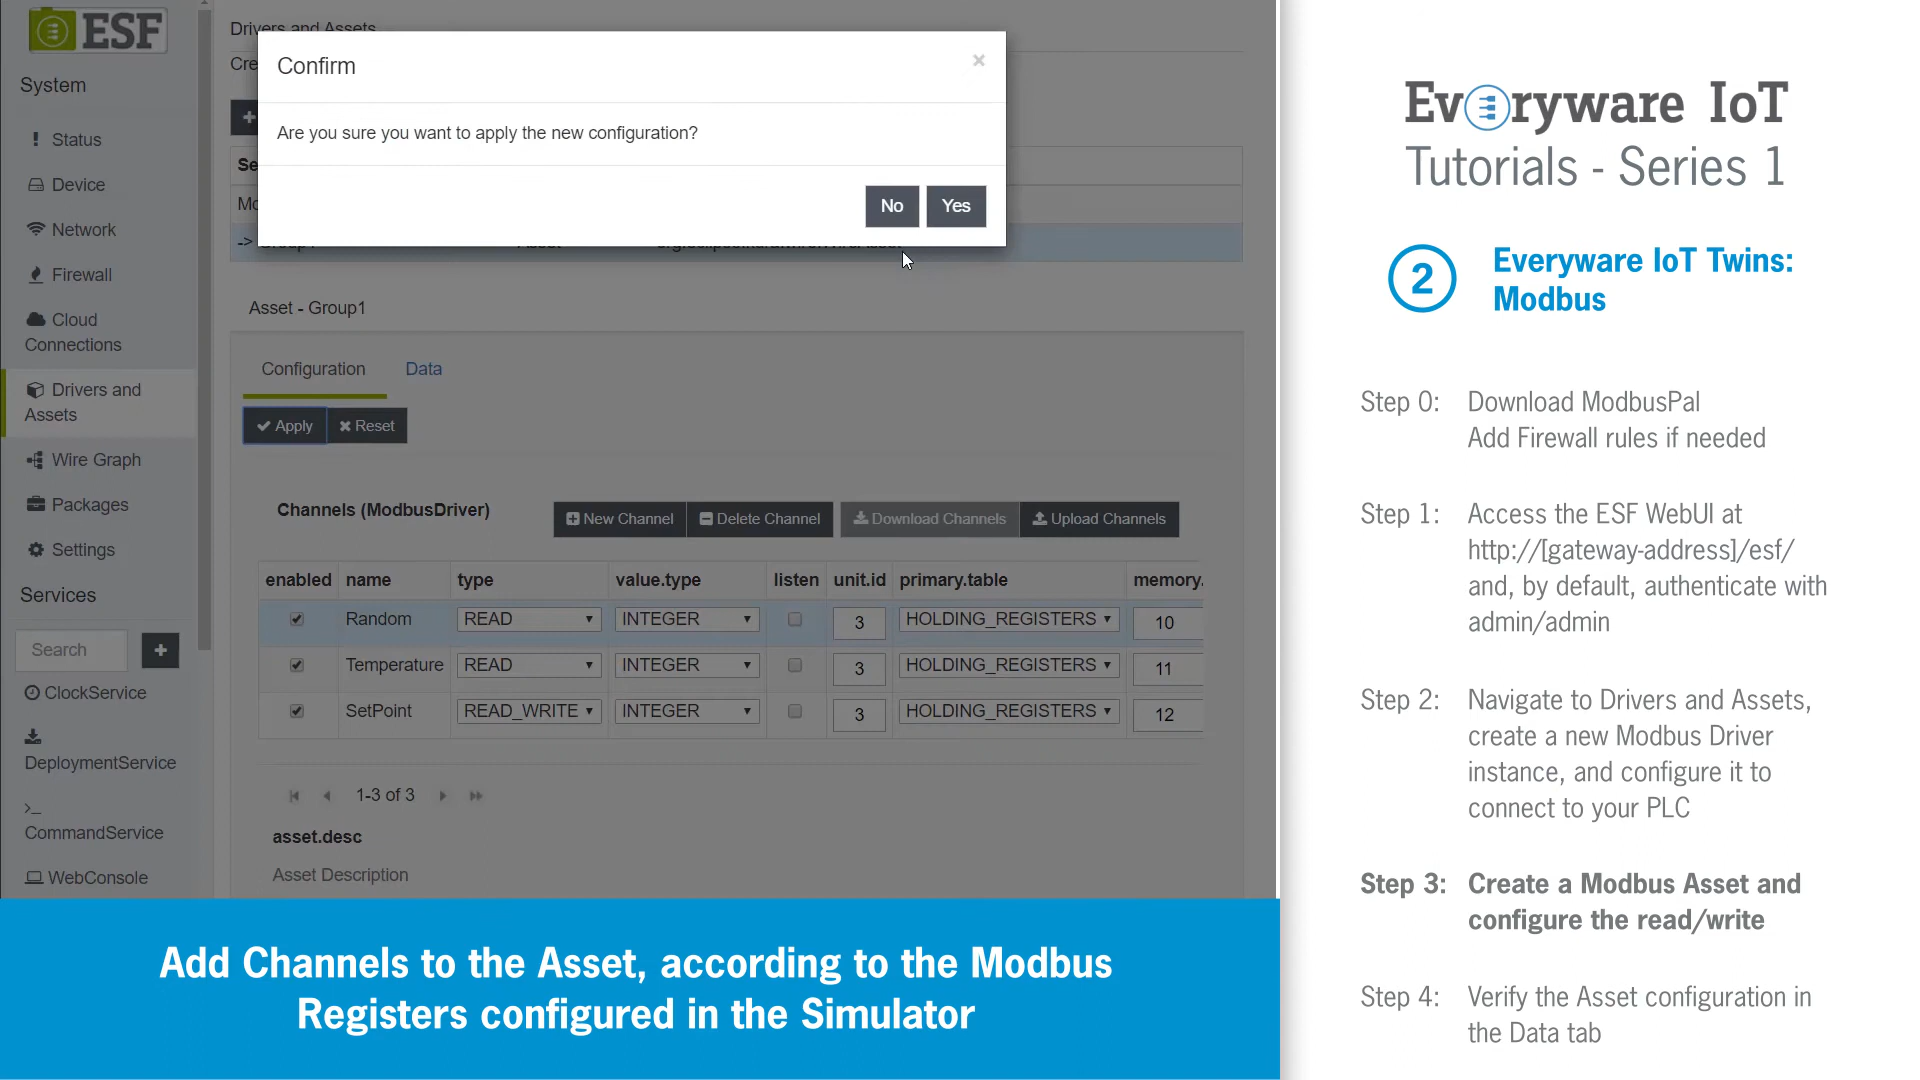 ESF
System
Status
Device
Network
Firewall
Cloud
Connections
Drivers and
Assets
Wire Graph
Packages
Settings
Services
Search
ClockService
DeploymentService
CommandService
WebConsole
Drivers and Assets
Cre
Confirm
×
Are you sure you want to apply the new configuration?
No
Yes
Se
Mo
->
Asset - Group1
Configuration Data
Apply Reset
Channels (ModbusDriver) New Channel Delete Channel Download Channels Upload Channels
enabled name type value.type listen unit.id primary.table memory.
Random READ INTEGER 3 HOLDING_REGISTERS 10
Temperature READ INTEGER 3 HOLDING_REGISTERS 11
SetPoint READ_WRITE INTEGER 3 HOLDING_REGISTERS 12
1-3 of 3
asset.desc
Asset Description
Add Channels to the Asset, according to the Modbus
Registers configured in the Simulator
Everyware IoT
Tutorials - Series 1
2
Everyware IoT Twins:
Modbus
Step 0: Download ModbusPal
Add Firewall rules if needed
Step 1: Access the ESF WebUI at
http://[gateway-address]/esf/
and, by default, authenticate with
admin/admin
Step 2: Navigate to Drivers and Assets,
create a new Modbus Driver
instance, and configure it to
connect to your PLC
Step 3: Create a Modbus Asset and
configure the read/write
Step 4: Verify the Asset configuration in
the Data tab